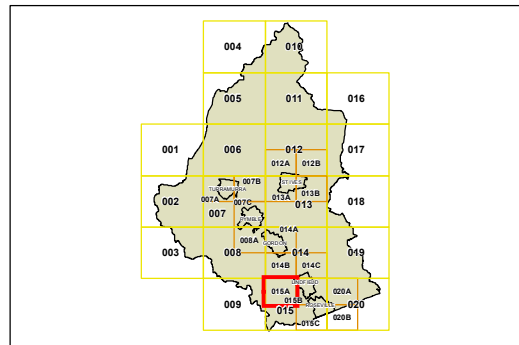 004 010
005 011 016
001 006 012 017
012A 012B
007B ST IVES
TURRAMURRA
002 007A 007C 013A 013B 018
007 013
PYMBLE
008A 014A
GORDON
003 008 014 019
014B 014C
LINDFIELD
015A 020A
009 015B ROSEVILLE 020
015 020B
015C